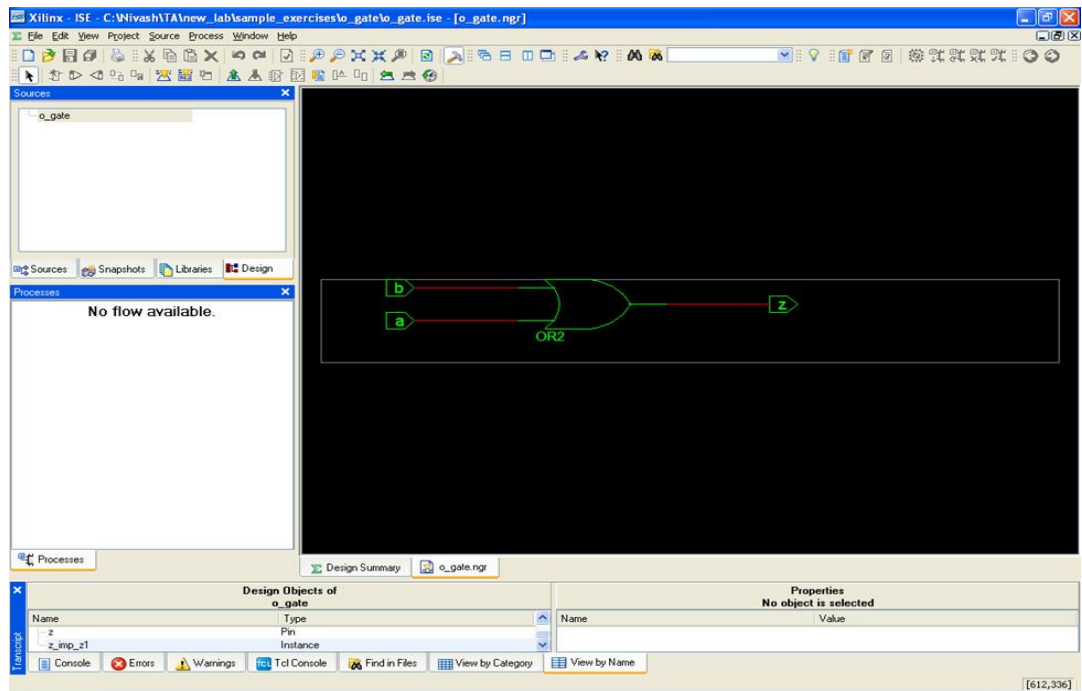 Xilinx - ISE - C:\Nivash\TA\new_lab\sample_exercises\o_gate\o_gate.ise - [o_gate.ngr]
File Edit View Project Source Process Window Help
Sources
o_gate
Sources Snapshots Libraries Design
Processes
No flow available.
b
a
z
OR2
Processes
Design Summary o_gate.ngr
Transcript
Design Objects of
o_gate
Properties
No object is selected
Name Type Name Value
z Pin
z_imp_z1 Instance
Console Errors Warnings Tcl Console Find in Files View by Category View by Name
[612,336]